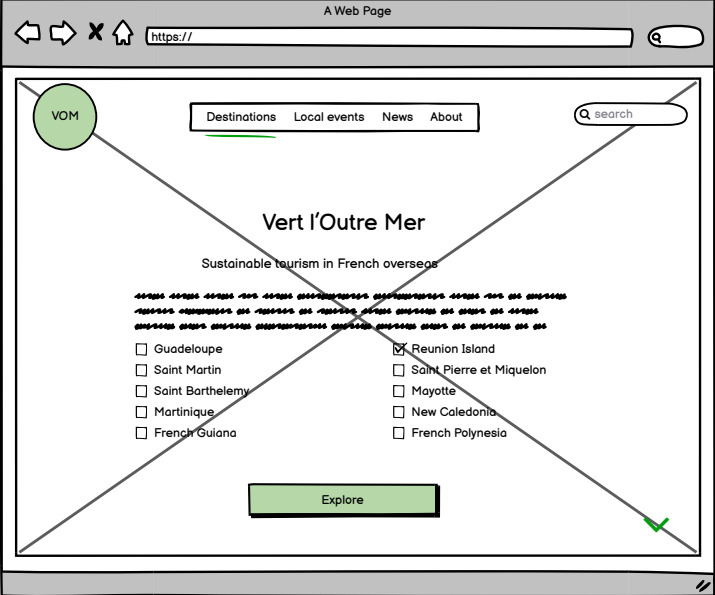 A Web Page
https://
VOM
Destinations Local events News About
search
Vert l'Outre Mer
Sustainable tourism in French overseas
Guadeloupe
Saint Martin
Saint Barthelemy
Martinique
French Guiana
Reunion Island
Saint Pierre et Miquelon
Mayotte
New Caledonia
French Polynesia
Explore